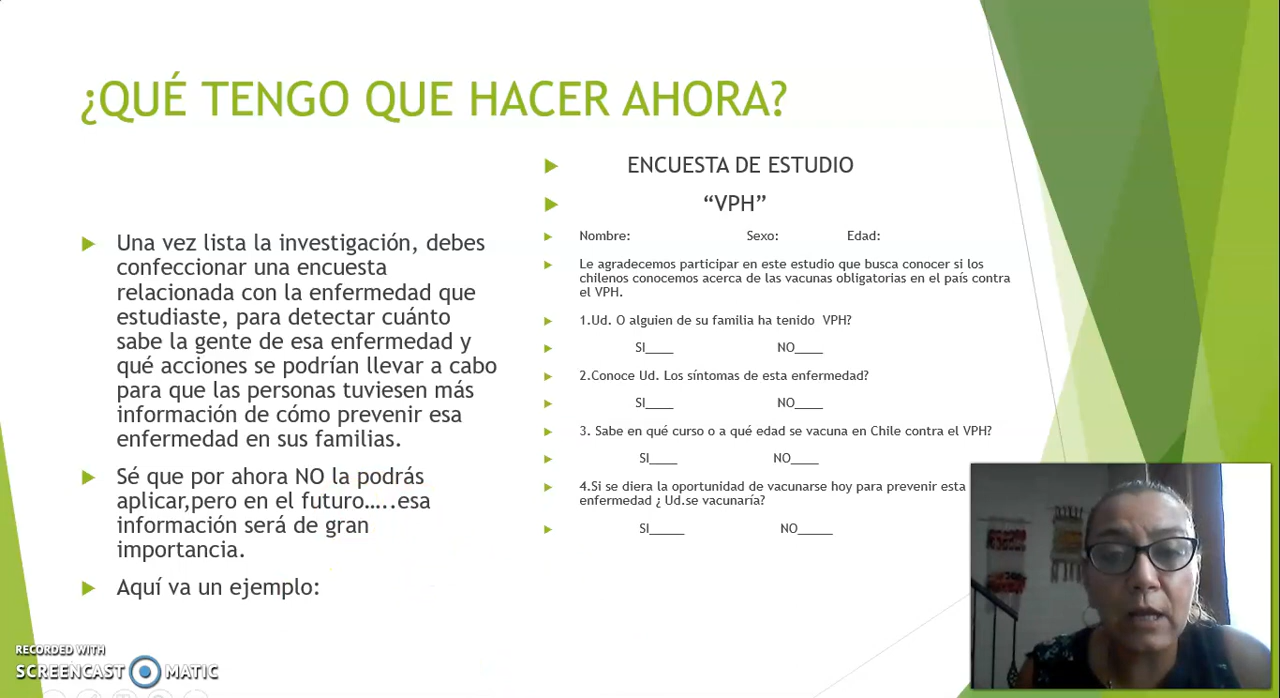 ¿QUÉ TENGO QUE HACER AHORA?
Una vez lista la investigación, debes
confeccionar una encuesta
relacionada con la enfermedad que
estudiaste, para detectar cuánto
sabe la gente de esa enfermedad y
qué acciones se podrían llevar a cabo
para que las personas tuviesen más
información de cómo prevenir esa
enfermedad en sus familias.
Sé que por ahora NO la podrás
aplicar,pero en el futuro.....esa
información será de gran
importancia.
Aquí va un ejemplo:
ENCUESTA DE ESTUDIO
“VPH”
Nombre: Sexo: Edad:
Le agradecemos participar en este estudio que busca conocer si los
chilenos conocemos acerca de las vacunas obligatorias en el país contra
el VPH.
1.Ud. O alguien de su familia ha tenido VPH?
SI____ NO____
2.Conoce Ud. Los síntomas de esta enfermedad?
SI____ NO____
3. Sabe en qué curso o a qué edad se vacuna en Chile contra el VPH?
SI____ NO____
4.Si se diera la oportunidad de vacunarse hoy para prevenir esta
enfermedad ¿ Ud.se vacunaría?
SI_____ NO_____
RECORDED WITH
SCREENCAST MATIC